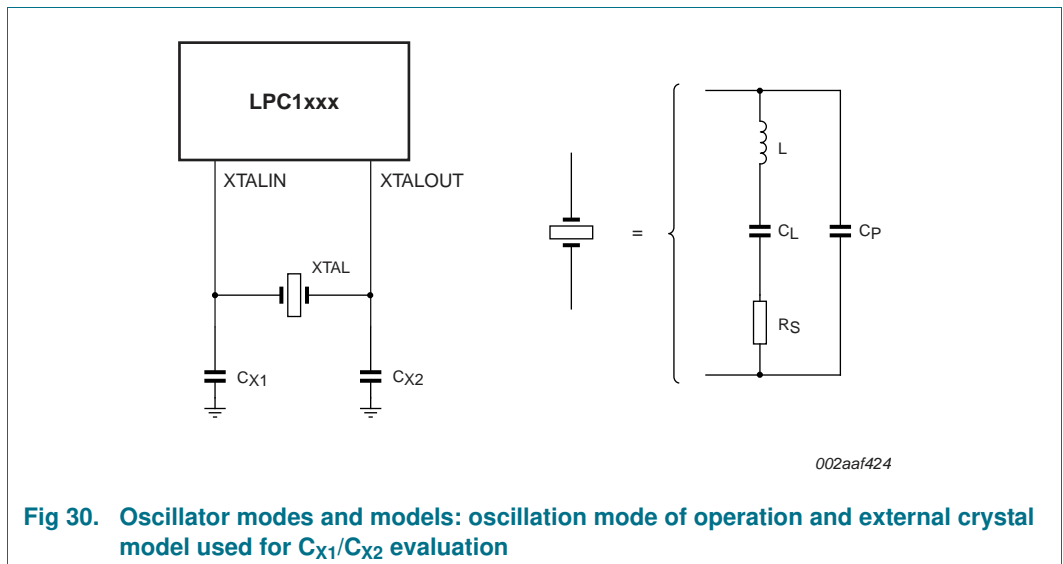 LPC1xxx
XTALIN
XTALOUT
XTAL
CX1
CX2
=
L
CL
CP
RS
002aaf424
Fig 30. Oscillator modes and models: oscillation mode of operation and external crystal
model used for CX1/CX2 evaluation